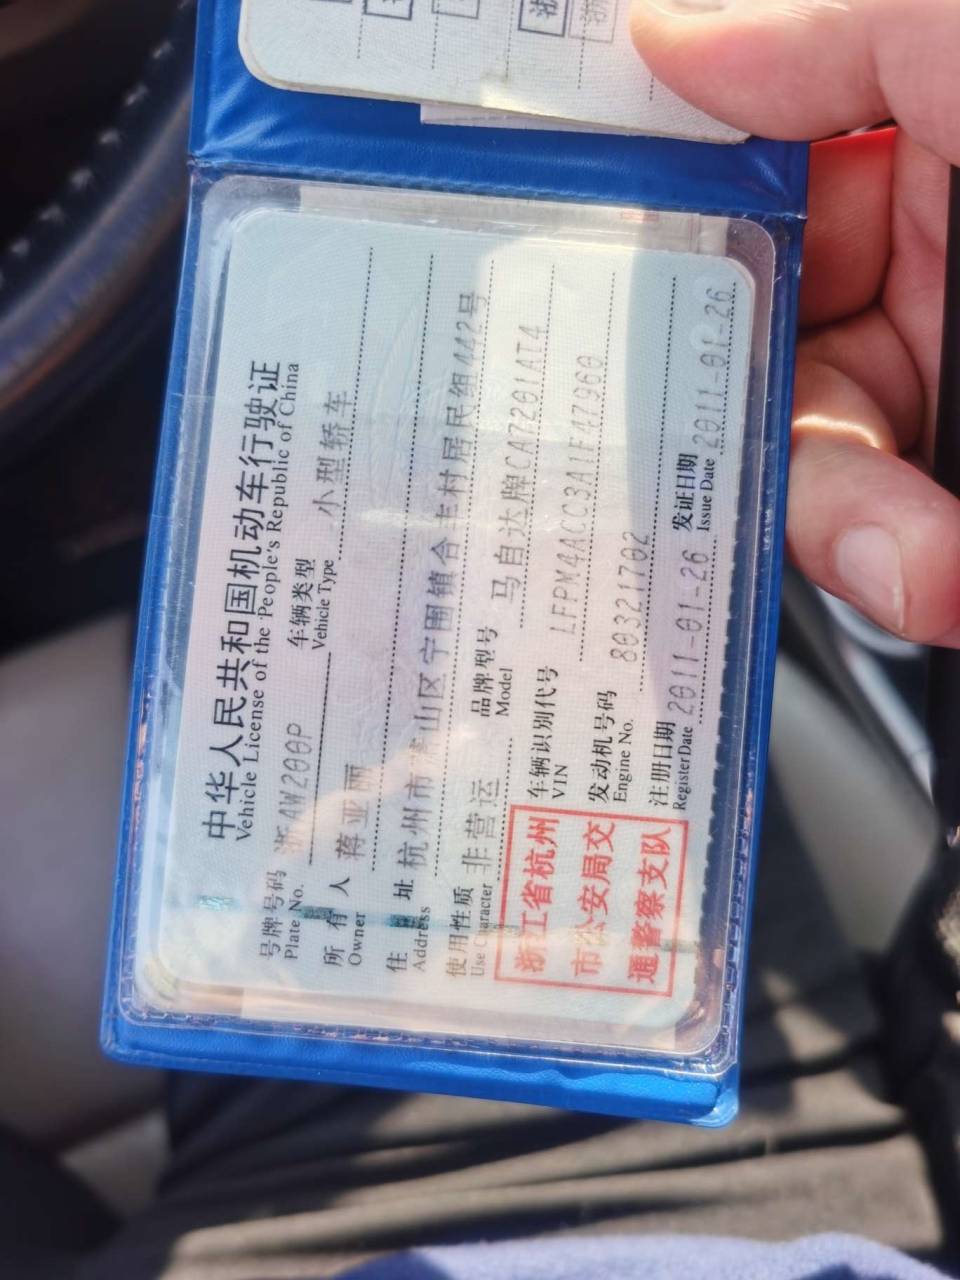 中华人民共和国机动车行驶证
Vehicle License of the People's Republic of China
号牌号码 浙AW200P 车辆类型 小型轿车
Plate No. Vehicle Type
所有人 蒋亚丽
Owner
住址 杭州市萧山区宁围镇合丰村居民组442号
Address
使用性质 非营运 品牌型号 马自达牌CA7201AT4
Use Character Model
车辆识别代号 LFPM4ACC3A1F47960
VIN
发动机号码 80321702
Engine No.
注册日期 2011-01-26 发证日期 2011-01-26
Register Date Issue Date
浙江省杭州
市公安局交
通警察支队